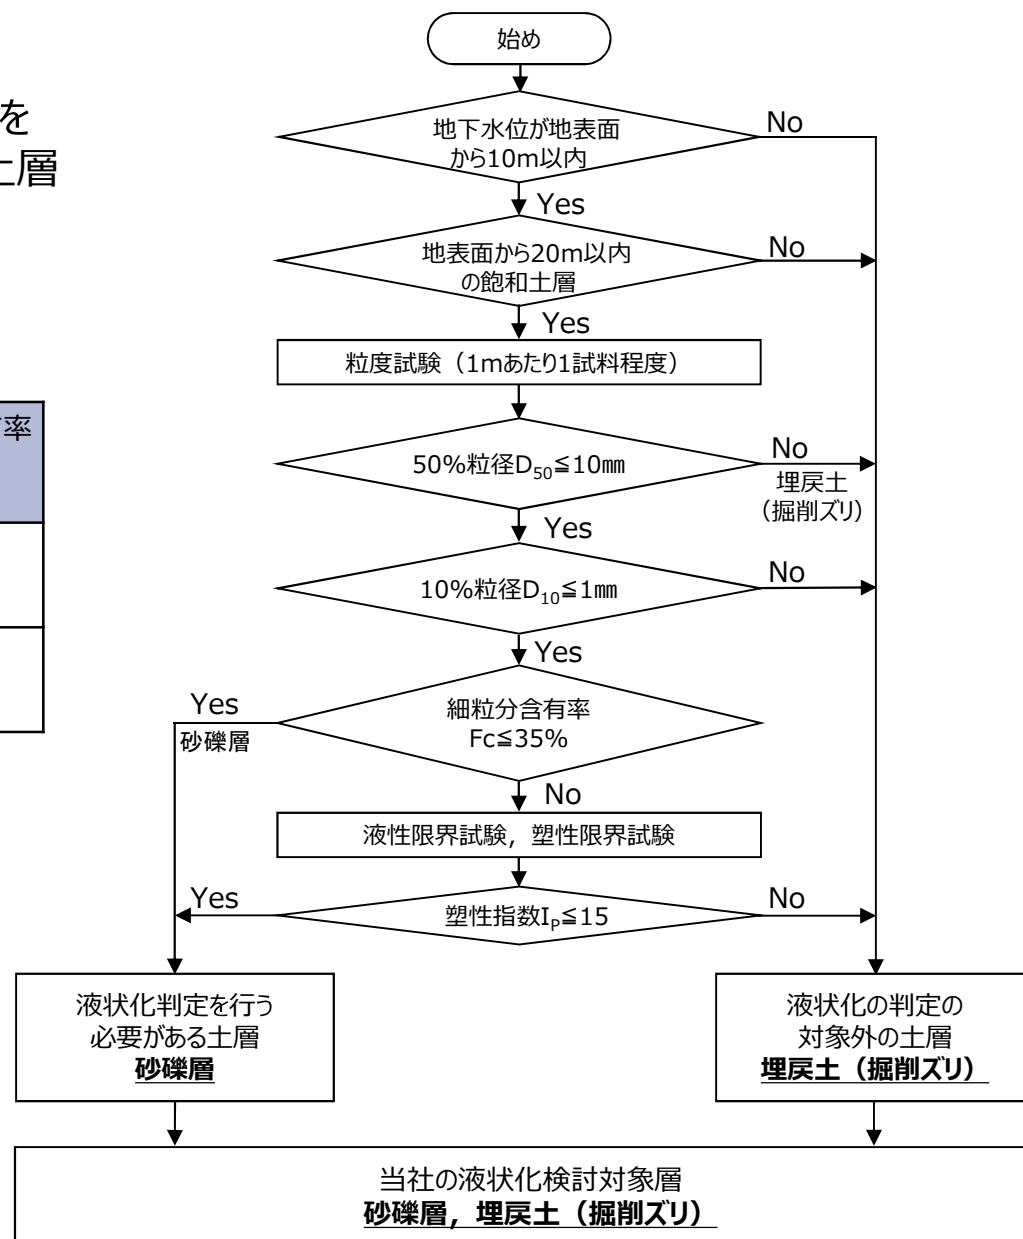 を
土層
有率
始め
地下水位が地表面
から10m以内
No
Yes
地表面から20m以内
の飽和土層
No
Yes
粒度試験（1mあたり1試料程度）
50%粒径D50≦10㎜
No
埋戻土
（掘削ズリ）
Yes
10%粒径D10≦1㎜
No
Yes
細粒分含有率
Fc≦35%
Yes
砂礫層
No
液性限界試験，塑性限界試験
塑性指数IP≦15
Yes
No
液状化判定を行う
必要がある土層
砂礫層
液状化の判定の
対象外の土層
埋戻土（掘削ズリ）
当社の液状化検討対象層
砂礫層，埋戻土（掘削ズリ）